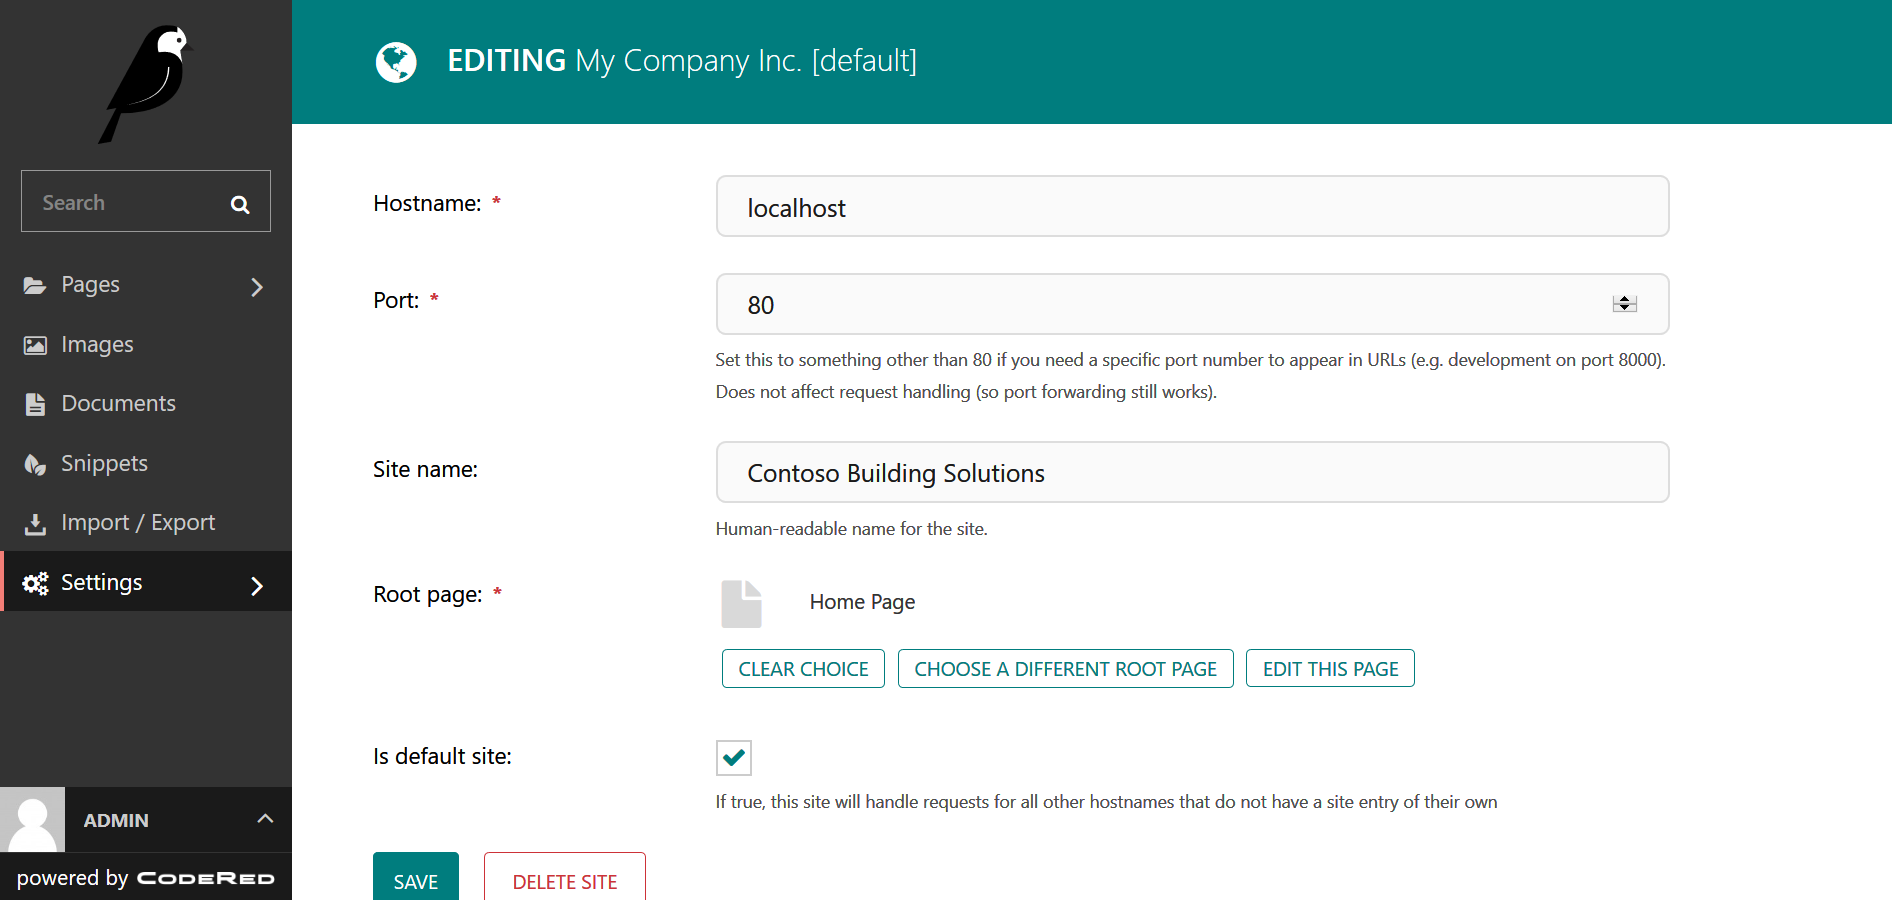 EDITING My Company Inc. [default]
Search
Pages
Images
Documents
Snippets
Import / Export
Settings
ADMIN
powered by CODERED
Hostname: *
localhost
Port: *
80
Set this to something other than 80 if you need a specific port number to appear in URLs (e.g. development on port 8000).
Does not affect request handling (so port forwarding still works).
Site name:
Contoso Building Solutions
Human-readable name for the site.
Root page: *
Home Page
CLEAR CHOICE
CHOOSE A DIFFERENT ROOT PAGE
EDIT THIS PAGE
Is default site:
If true, this site will handle requests for all other hostnames that do not have a site entry of their own
SAVE
DELETE SITE